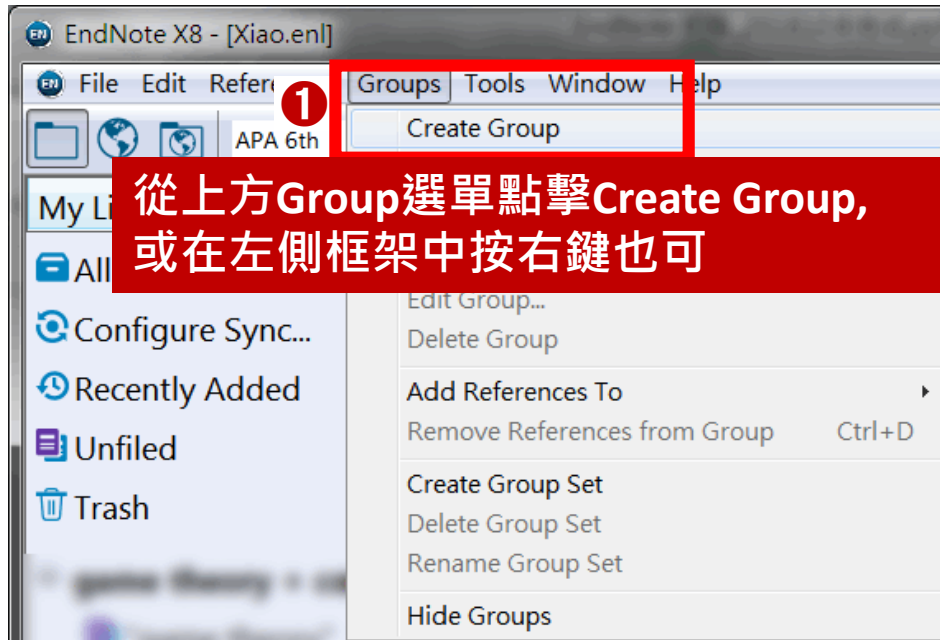 EndNote X8 - [Xiao.enl]
File Edit Refere
Groups Tools Window Help
❶
APA 6th
Create Group
My Li
從上方Group選單點擊Create Group,
或在左側框架中按右鍵也可
All
Edit Group...
Configure Sync...
Delete Group
Recently Added
Add References To
Remove References from Group Ctrl+D
Unfiled
Create Group Set
Trash
Delete Group Set
Rename Group Set
Hide Groups